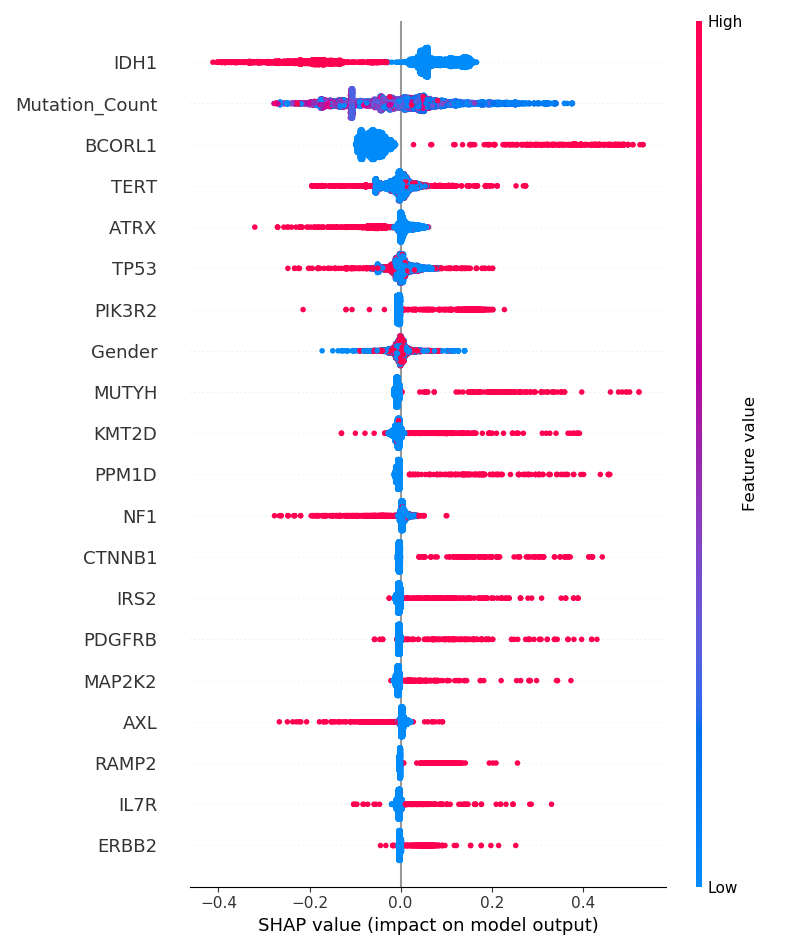 High
IDH1
Mutation_Count
BCORL1
TERT
ATRX
TP53
PIK3R2
Gender
MUTYH
KMT2D
PPM1D
NF1
CTNNB1
IRS2
PDGFRB
MAP2K2
AXL
RAMP2
IL7R
ERBB2
Feature value
Low
−0.4 −0.2 0.0 0.2 0.4
SHAP value (impact on model output)